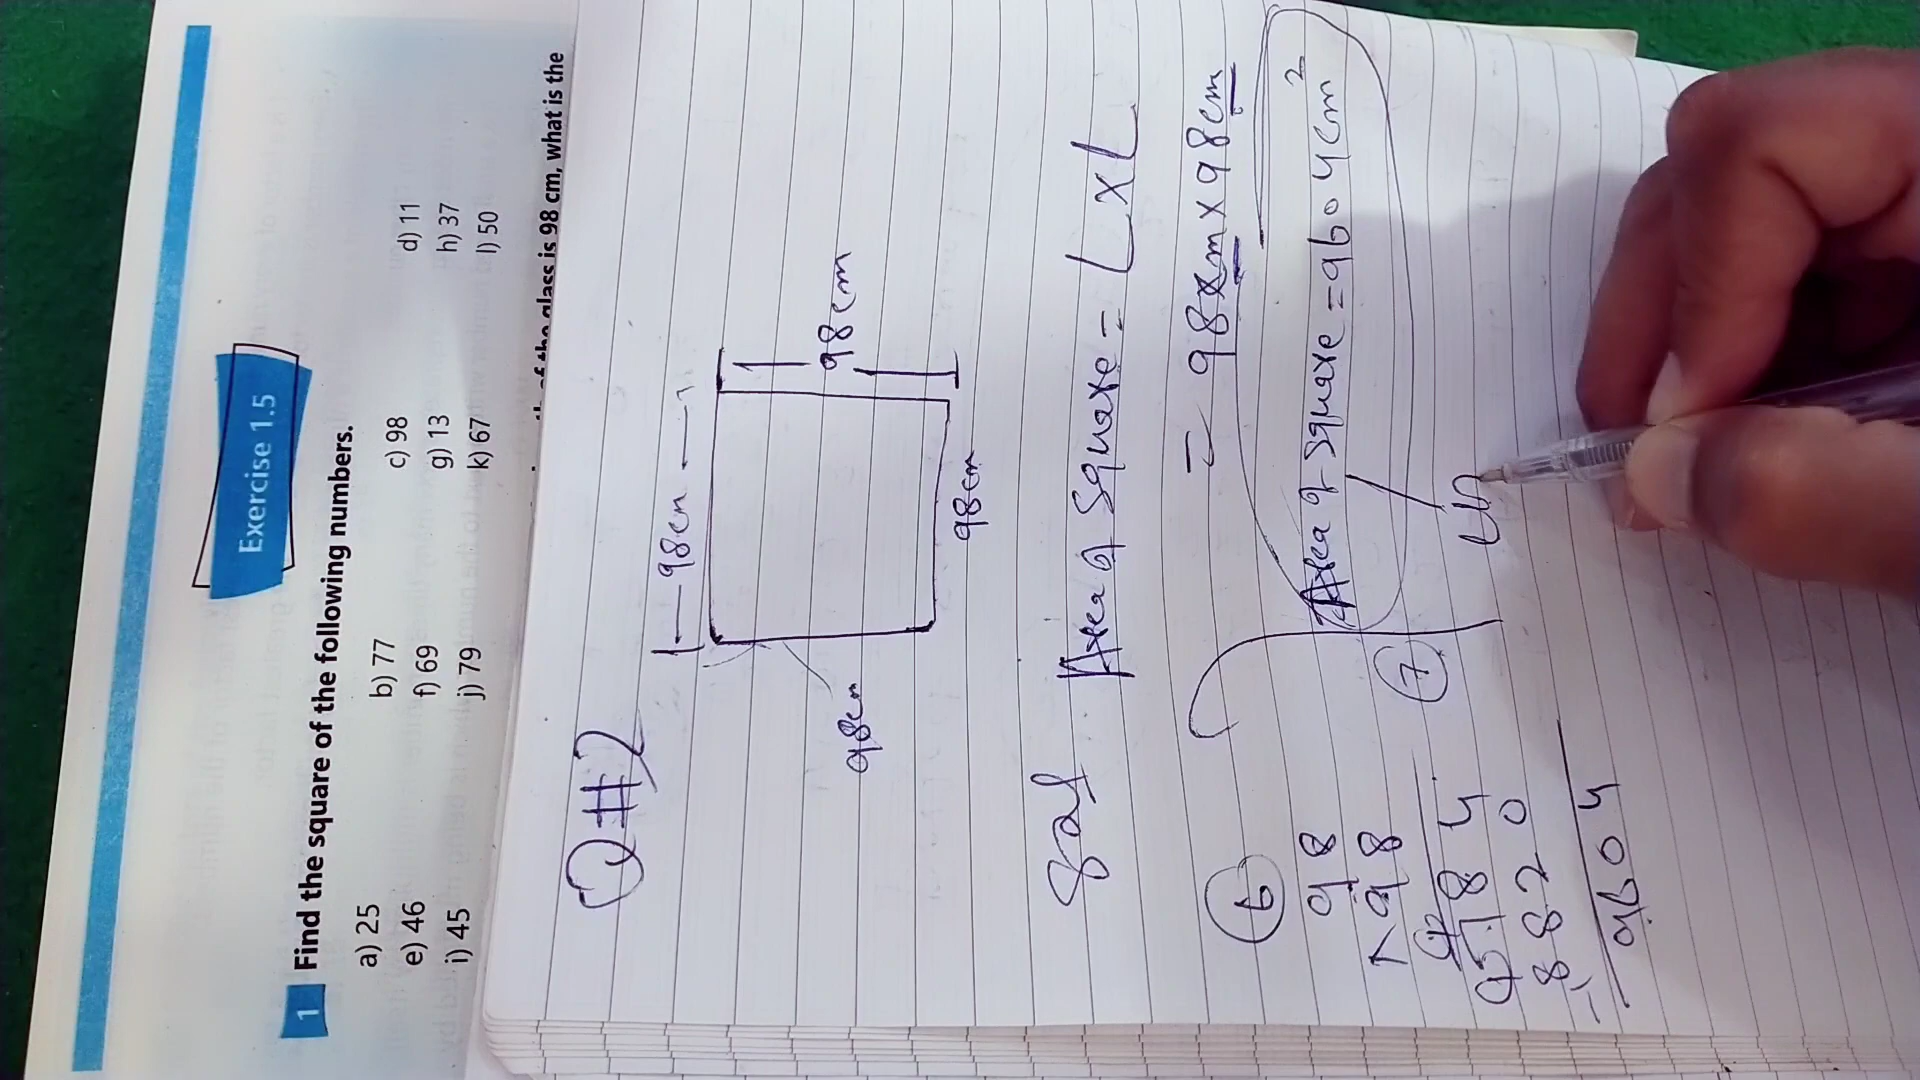 Exercise 1.5
1 Find the square of the following numbers.
a) 25 b) 77 c) 98 d) 11
e) 46 f) 69 g) 13 h) 37
i) 45 j) 79 k) 67 l) 50
of the glass is 98 cm, what is the
Q#2
98cm
98cm
98cm
98cm
Sol Area of Square = L x L
= 98cm x 98cm
Area of square = 9604cm²
6
98
x98
784
8820
9604
7